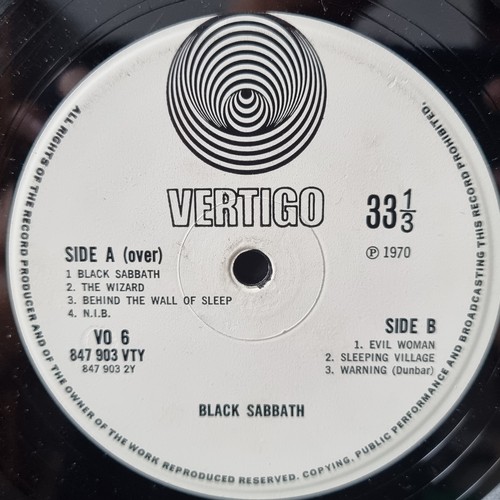 VERTIGO
33 1/3
SIDE A (over)
℗ 1970
1 BLACK SABBATH
2. THE WIZARD
3. BEHIND THE WALL OF SLEEP
4. N.I.B.
VO 6
847 903 VTY
847 903 2Y
SIDE B
1. EVIL WOMAN
2. SLEEPING VILLAGE
3. WARNING (Dunbar)
BLACK SABBATH
ALL RIGHTS OF THE RECORD PRODUCER AND OF THE OWNER OF THE WORK REPRODUCED RESERVED. COPYING, PUBLIC PERFORMANCE AND BROADCASTING THIS RECORD PROHIBITED.